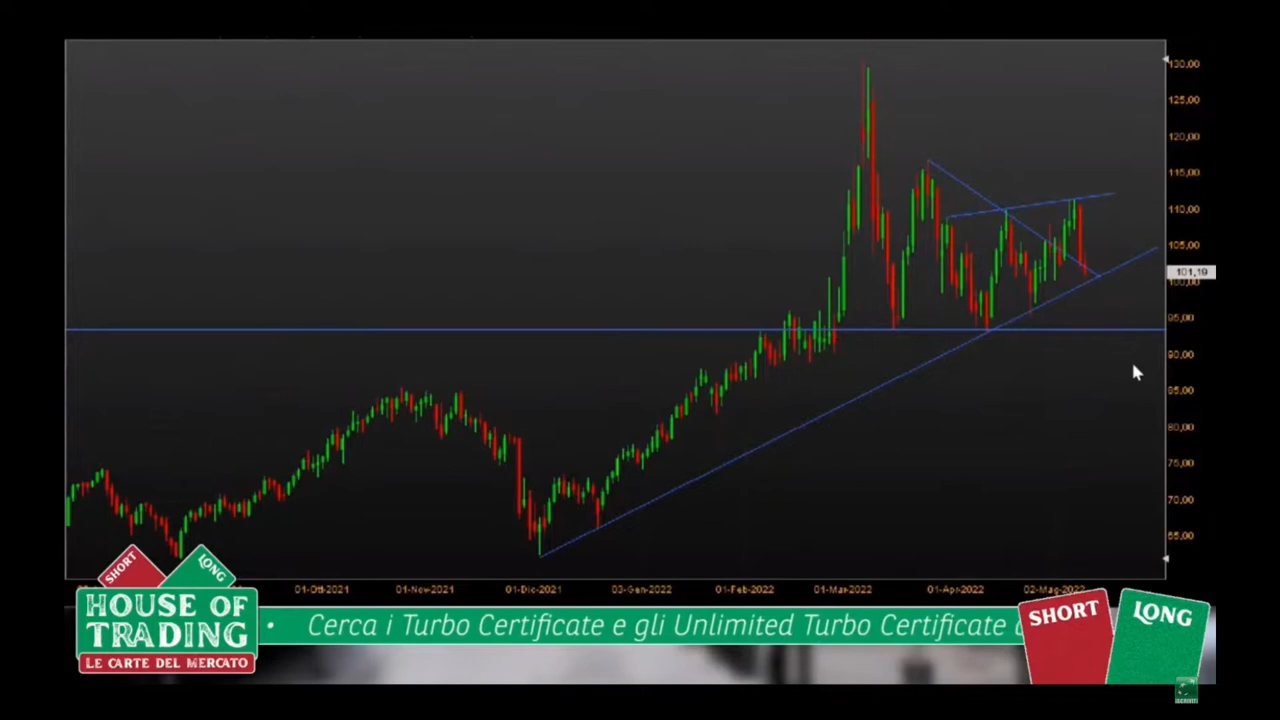 130,00
125,00
120,00
115,00
110,00
105,00
101,19
100,00
95,00
90,00
85,00
80,00
75,00
70,00
65,00
01-Ott-2021
01-Nov-2021
01-Dic-2021
03-Gen-2022
01-Feb-2022
01-Mar-2022
01-Apr-2022
02-Mag-2022
SHORT
LONG
HOUSE OF
TRADING
LE CARTE DEL MERCATO
• Cerca i Turbo Certificate e gli Unlimited Turbo Certificate
SHORT
LONG